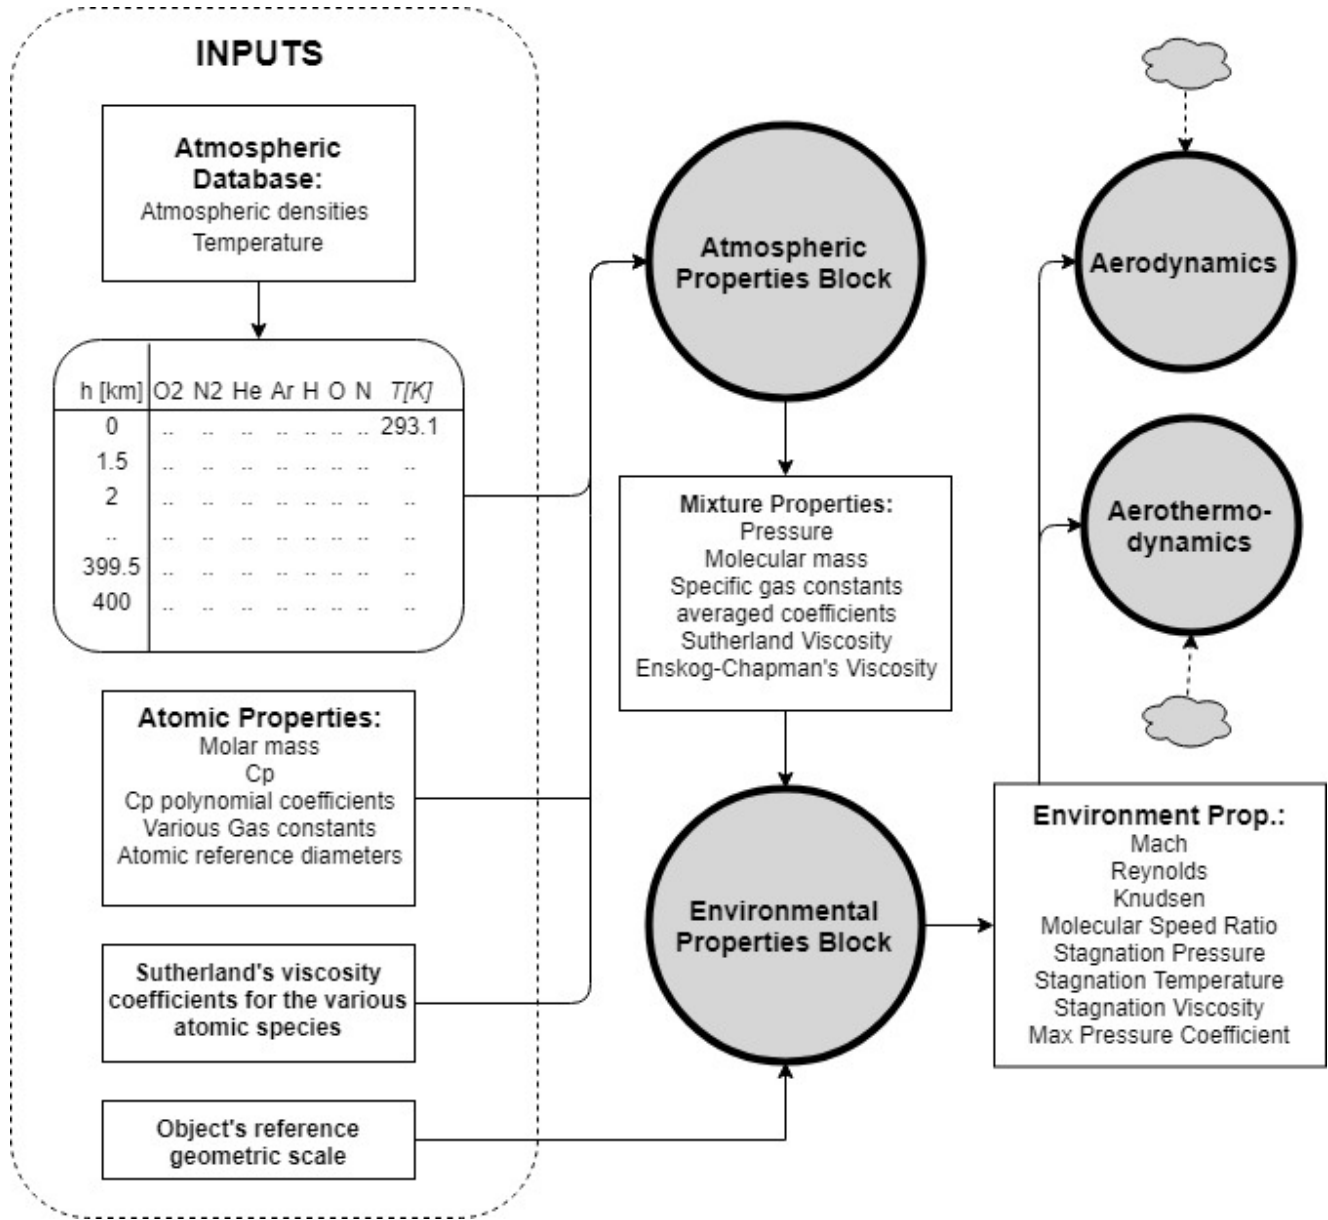 INPUTS
Atmospheric
Database:
Atmospheric densities
Temperature
h [km] O2 N2 He Ar H O N T[K]
0 .. .. .. .. .. .. .. 293.1
1.5 .. .. .. .. .. .. .. ..
2 .. .. .. .. .. .. .. ..
.. .. .. .. .. .. .. .. ..
399.5 .. .. .. .. .. .. .. ..
400 .. .. .. .. .. .. .. ..
Atomic Properties:
Molar mass
Cp
Cp polynomial coefficients
Various Gas constants
Atomic reference diameters
Sutherland's viscosity
coefficients for the various
atomic species
Object's reference
geometric scale
Atmospheric
Properties Block
Mixture Properties:
Pressure
Molecular mass
Specific gas constants
averaged coefficients
Sutherland Viscosity
Enskog-Chapman's Viscosity
Environmental
Properties Block
Aerodynamics
Aerothermo-
dynamics
Environment Prop.:
Mach
Reynolds
Knudsen
Molecular Speed Ratio
Stagnation Pressure
Stagnation Temperature
Stagnation Viscosity
Max Pressure Coefficient